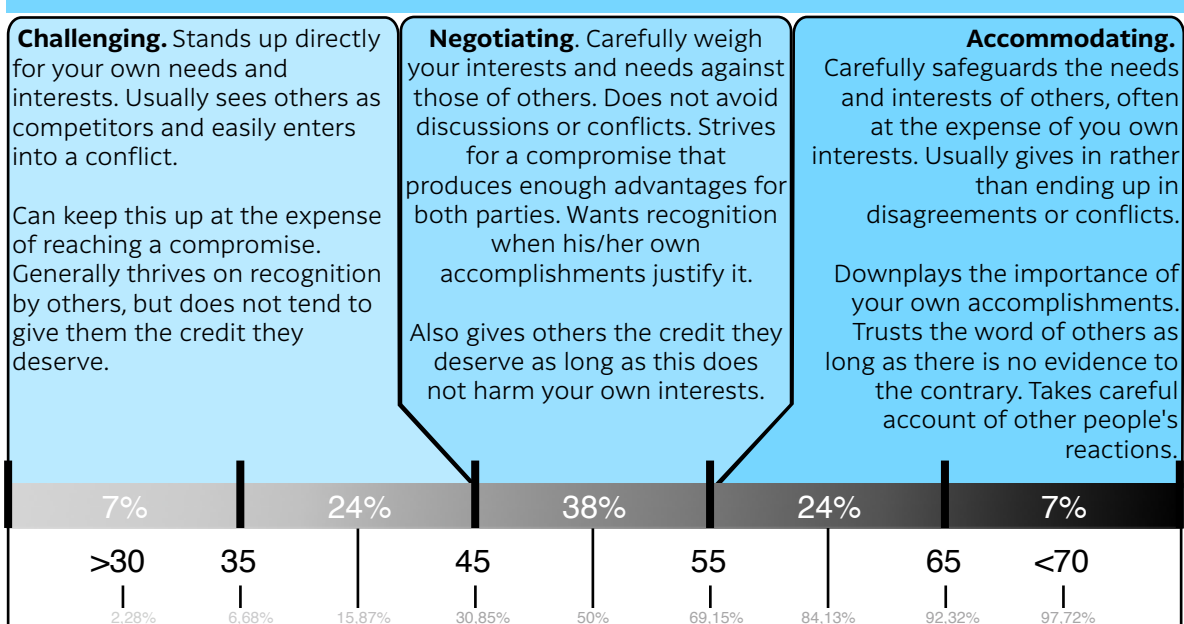 Challenging. Stands up directly
for your own needs and
interests. Usually sees others as
competitors and easily enters
into a conflict.
Can keep this up at the expense
of reaching a compromise.
Generally thrives on recognition
by others, but does not tend to
give them the credit they
deserve.
Negotiating. Carefully weigh
your interests and needs against
those of others. Does not avoid
discussions or conflicts. Strives
for a compromise that
produces enough advantages for
both parties. Wants recognition
when his/her own
accomplishments justify it.
Also gives others the credit they
deserve as long as this does
not harm your own interests.
Accommodating.
Carefully safeguards the needs
and interests of others, often
at the expense of you own
interests. Usually gives in rather
than ending up in
disagreements or conflicts.
Downplays the importance of
your own accomplishments.
Trusts the word of others as
long as there is no evidence to
the contrary. Takes careful
account of other people's
reactions.
7% 24% 38% 24% 7%
>30 35 45 55 65 <70
2,28% 6,68% 15,87% 30,85% 50% 69,15% 84,13% 92,32% 97,72%